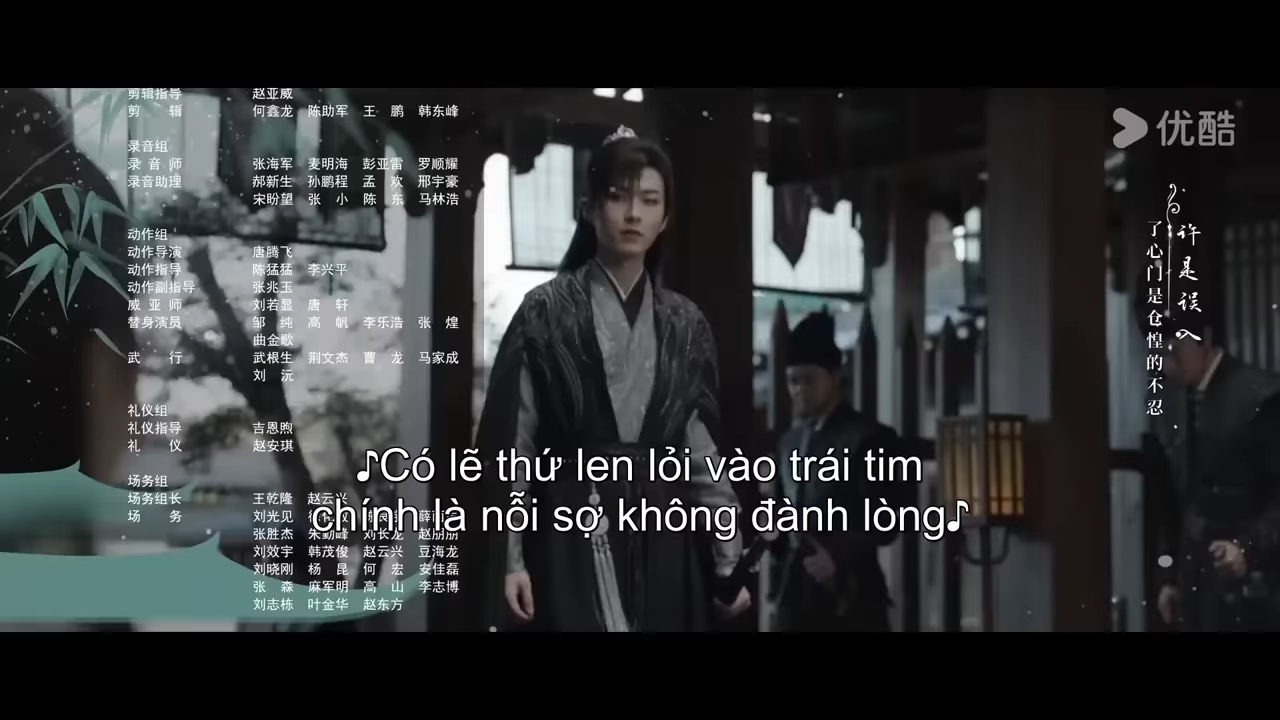 剪辑指导 赵亚威
剪辑 何鑫龙 陈助军 王鹏 韩东峰
录音组
录音师 张海军 麦明海 彭亚雷 罗顺耀
录音助理 郝新生 孙鹏程 孟欢 邢宇豪
宋盼望 张小 陈东 马林浩
动作组
动作导演 唐腾飞
动作指导 陈猛猛 李兴平
动作副指导 张兆玉
威亚师 刘若显 唐轩
替身演员 邹纯 高帆 李乐浩 张煌
曲金歌
武行 武根生 荆文杰 曹龙 马家成
刘沅
礼仪组
礼仪指导 吉恩煦
礼仪 赵安琪
场务组
场务组长 王乾隆 赵云兴
场务 刘光见
张胜杰 朱勤峰 刘长龙 赵朋朋
刘效宇 韩茂俊 赵云兴 豆海龙
刘晓刚 杨昆 何宏 安佳磊
张森 麻军明 高山 李志博
刘志栋 叶金华 赵东方
♪Có lẽ thứ len lỏi vào trái tim
chính là nỗi sợ không đành lòng♪
优酷
许是误入
了心门是仓惶的不忍